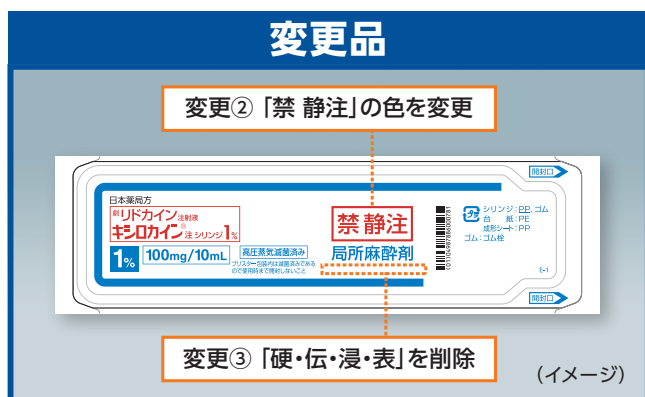 変更品
変更② 「禁 静注」の色を変更
開封口
日本薬局方
劇 リドカイン 注射液
キシロカイン® 注 シリンジ 1%
1% 100mg/10mL 高圧蒸気滅菌済み
ブリスター包装内は滅菌済みである
ので使用時まで開封しないこと
禁 静注
局所麻酔剤
プラ
シリンジ:PP, ゴム
台 紙:PE
成形シート:PP
ゴム:ゴム栓
E-1
開封口
変更③ 「硬・伝・浸・表」を削除
(イメージ)